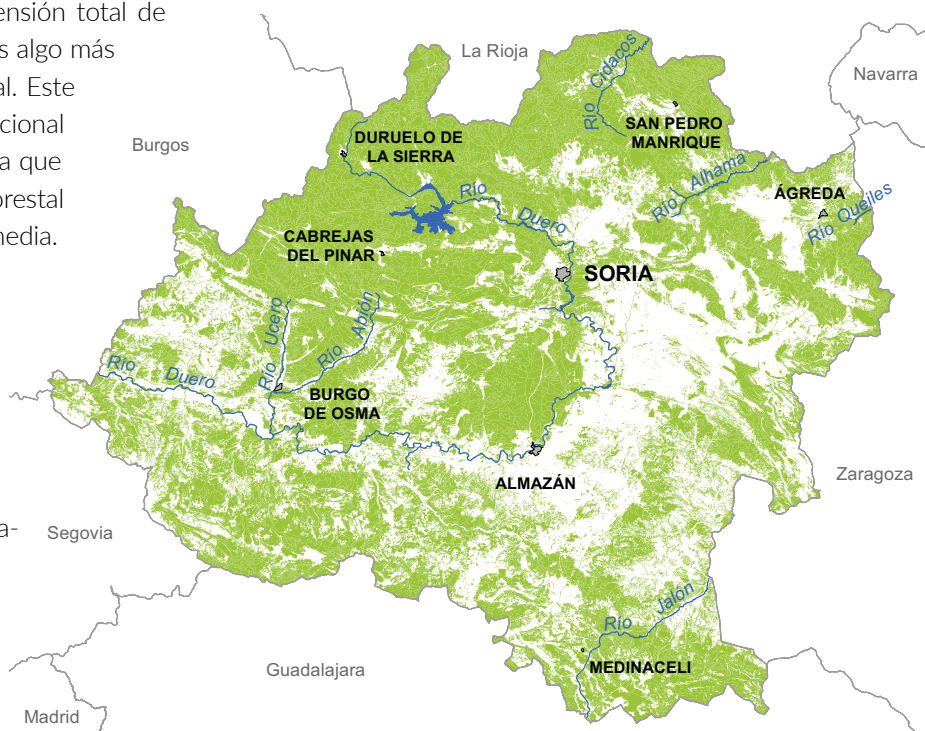 ensión total de
s algo más
al. Este
cional
a que
orestal
nedia.
a-
La Rioja
Navarra
Burgos
Río Cidacos
SAN PEDRO
MANRIQUE
DURUELO DE
LA SIERRA
Río Alhama
ÁGREDA
Río Queiles
Río Duero
CABREJAS
DEL PINAR
SORIA
Río Ucero
Río Abión
Río Duero
BURGO
DE OSMA
ALMAZÁN
Zaragoza
Segovia
Río Jalón
MEDINACELI
Guadalajara
Madrid